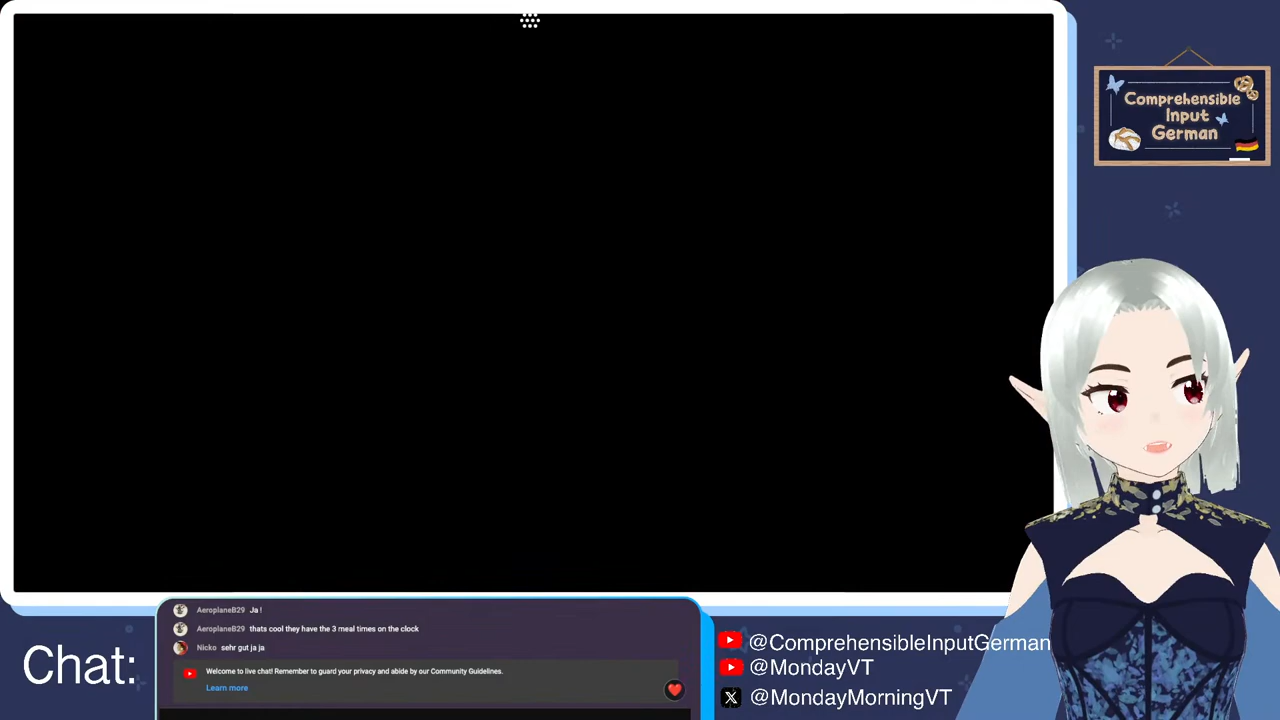 Comprehensible
Input
German
AeroplaneB29 Ja !
AeroplaneB29 thats cool they have the 3 meal times on the clock
Nicko sehr gut ja ja
Welcome to live chat! Remember to guard your privacy and abide by our Community Guidelines.
Learn more
Chat:
@ComprehensibleInputGerman
@MondayVT
@MondayMorningVT